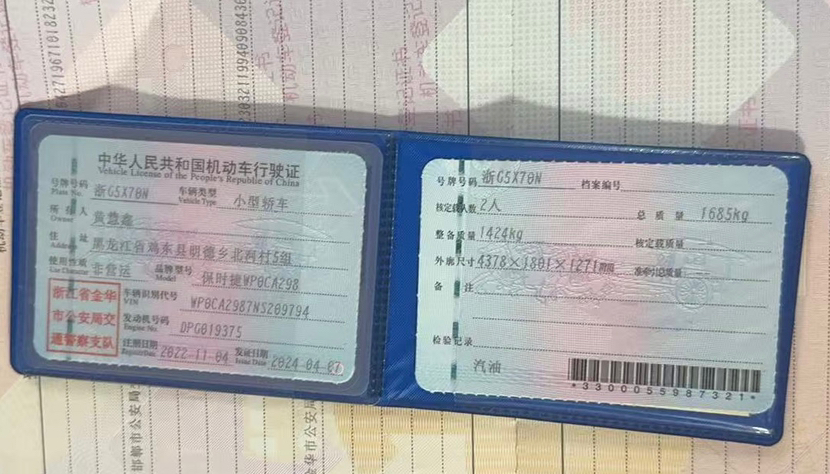 中华人民共和国机动车行驶证
Vehicle License of the People's Republic of China
号牌号码 浙G5X70N 车辆类型 小型轿车
Plate No. Vehicle Type
所有人 黄慧鑫
Owner
住址 黑龙江省鸡东县明德乡北河村5组
Address
使用性质 非营运 品牌型号 保时捷WP0CA298
Use Character Model
浙江省金华
市公安局交
通警察支队
车辆识别代号 WP0CA2987NS209794
VIN
发动机号码 DPG019375
Engine No.
注册日期 2022-11-04 发证日期 2024-04-07
Register Date Issue Date
号牌号码 浙G5X70N 档案编号
核定载人数 2人 总质量 1685kg
整备质量 1424kg 核定载质量
外廓尺寸 4378×1801×1271mm 准牵引总质量
备注
检验记录
汽油
*3300055987321*